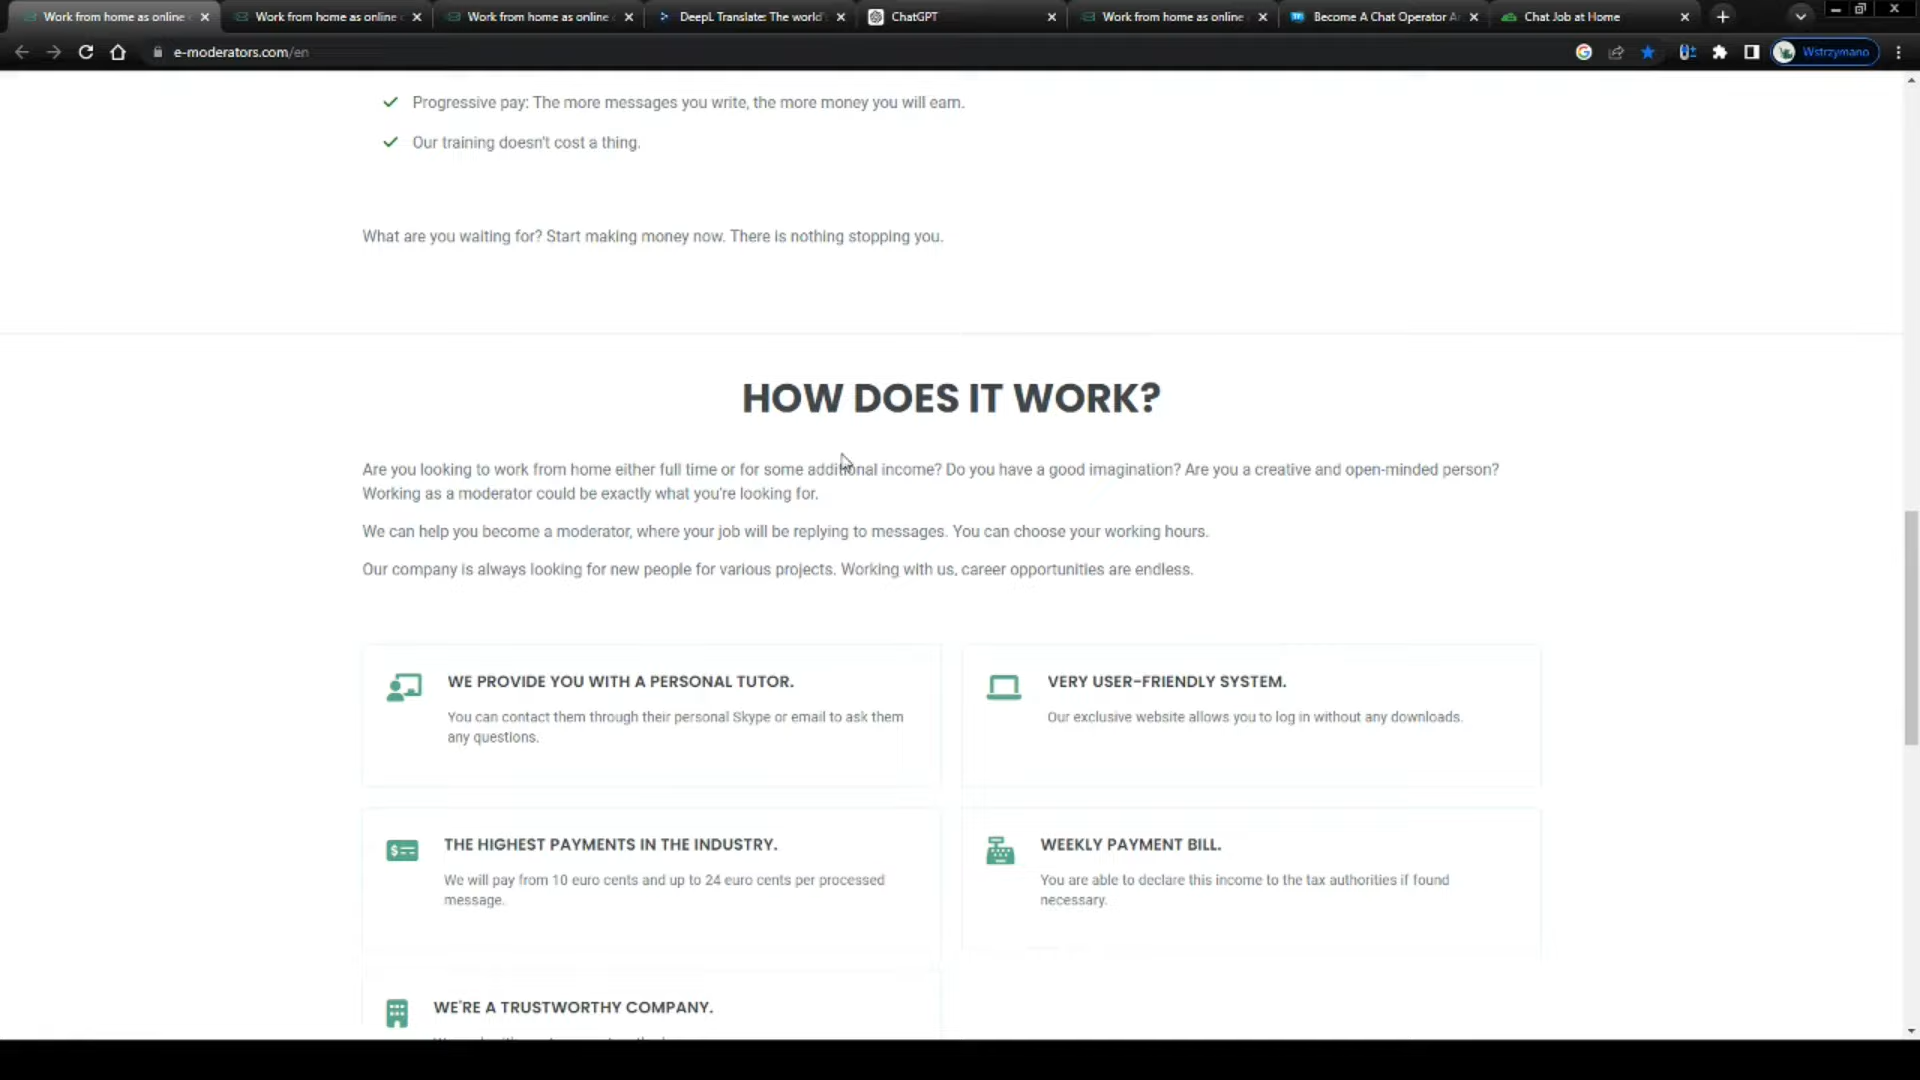 Work from home as online
Work from home as online
Work from home as online
DeepL Translate: The world'
ChatGPT
Work from home as online
Become A Chat Operator A
Chat Job at Home
e-moderators.com/en
Wstrzymano
Progressive pay: The more messages you write, the more money you will earn.
Our training doesn't cost a thing.
What are you waiting for? Start making money now. There is nothing stopping you.
HOW DOES IT WORK?
Are you looking to work from home either full time or for some additional income? Do you have a good imagination? Are you a creative and open-minded person?
Working as a moderator could be exactly what you're looking for.
We can help you become a moderator, where your job will be replying to messages. You can choose your working hours.
Our company is always looking for new people for various projects. Working with us, career opportunities are endless.
WE PROVIDE YOU WITH A PERSONAL TUTOR.
You can contact them through their personal Skype or email to ask them
any questions.
VERY USER-FRIENDLY SYSTEM.
Our exclusive website allows you to log in without any downloads.
THE HIGHEST PAYMENTS IN THE INDUSTRY.
We will pay from 10 euro cents and up to 24 euro cents per processed
message.
WEEKLY PAYMENT BILL.
You are able to declare this income to the tax authorities if found
necessary.
WE'RE A TRUSTWORTHY COMPANY.